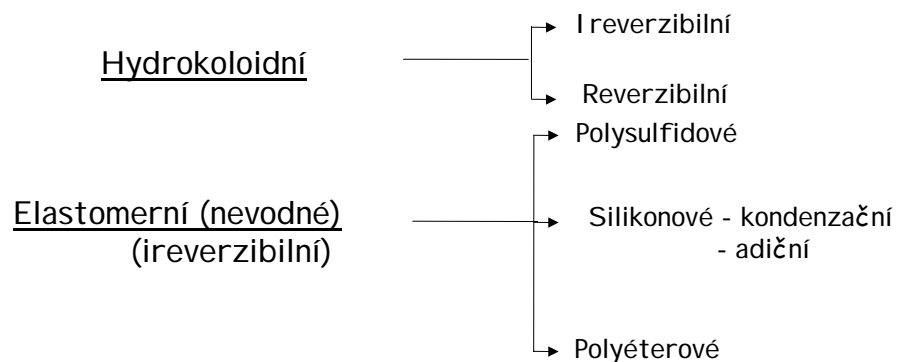 Hydrokoloidní
Ireverzibilní
Reverzibilní
Elastomerní (nevodné)
(ireverzibilní)
Polysulfidové
Silikonové - kondenzační
- adiční
Polyéterové